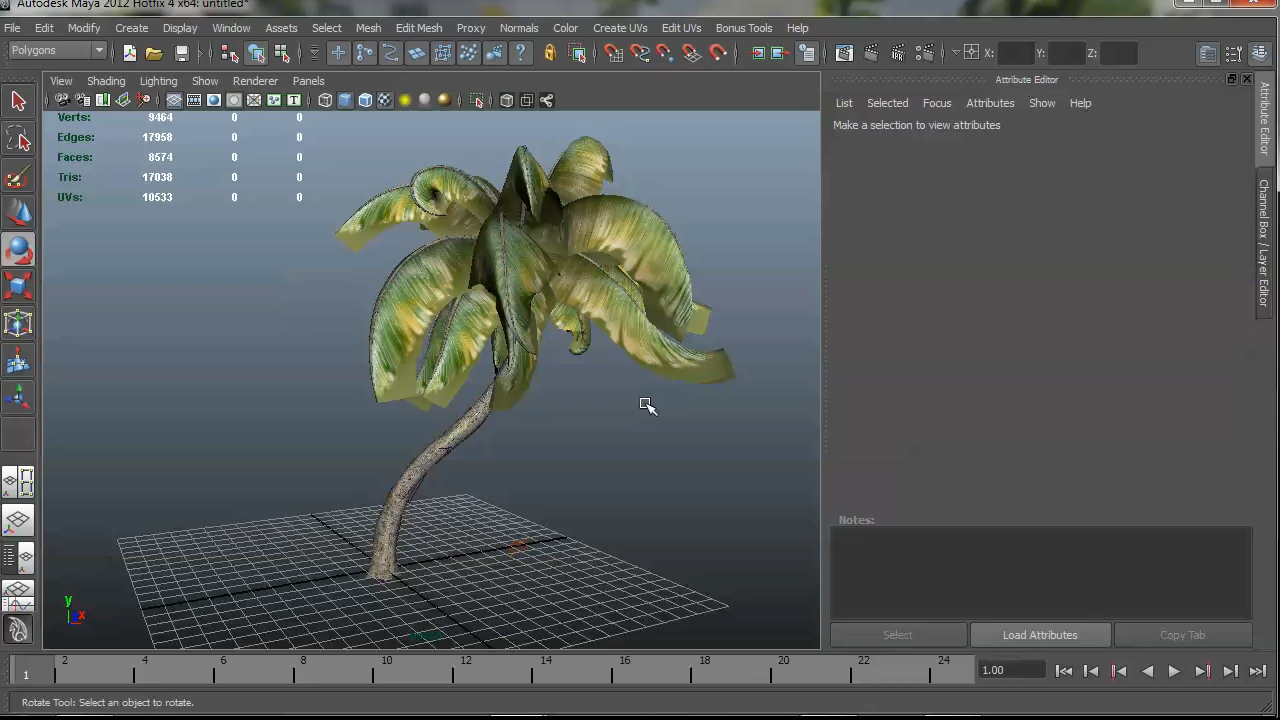 Autodesk Maya 2012 Hotfix 4 x64: untitled*
File Edit Modify Create Display Window Assets Select Mesh Edit Mesh Proxy Normals Color Create UVs Edit UVs Bonus Tools Help
Polygons X: Y: Z:
View Shading Lighting Show Renderer Panels
Attribute Editor
List Selected Focus Attributes Show Help
Make a selection to view attributes
Verts: 9464 0 0
Edges: 17958 0 0
Faces: 8574 0 0
Tris: 17038 0 0
UVs: 10533 0 0
Attribute Editor
Channel Box / Layer Editor
y
x
Notes:
Select Load Attributes Copy Tab
1 2 4 6 8 10 12 14 16 18 20 22 24 1.00
Rotate Tool: Select an object to rotate.